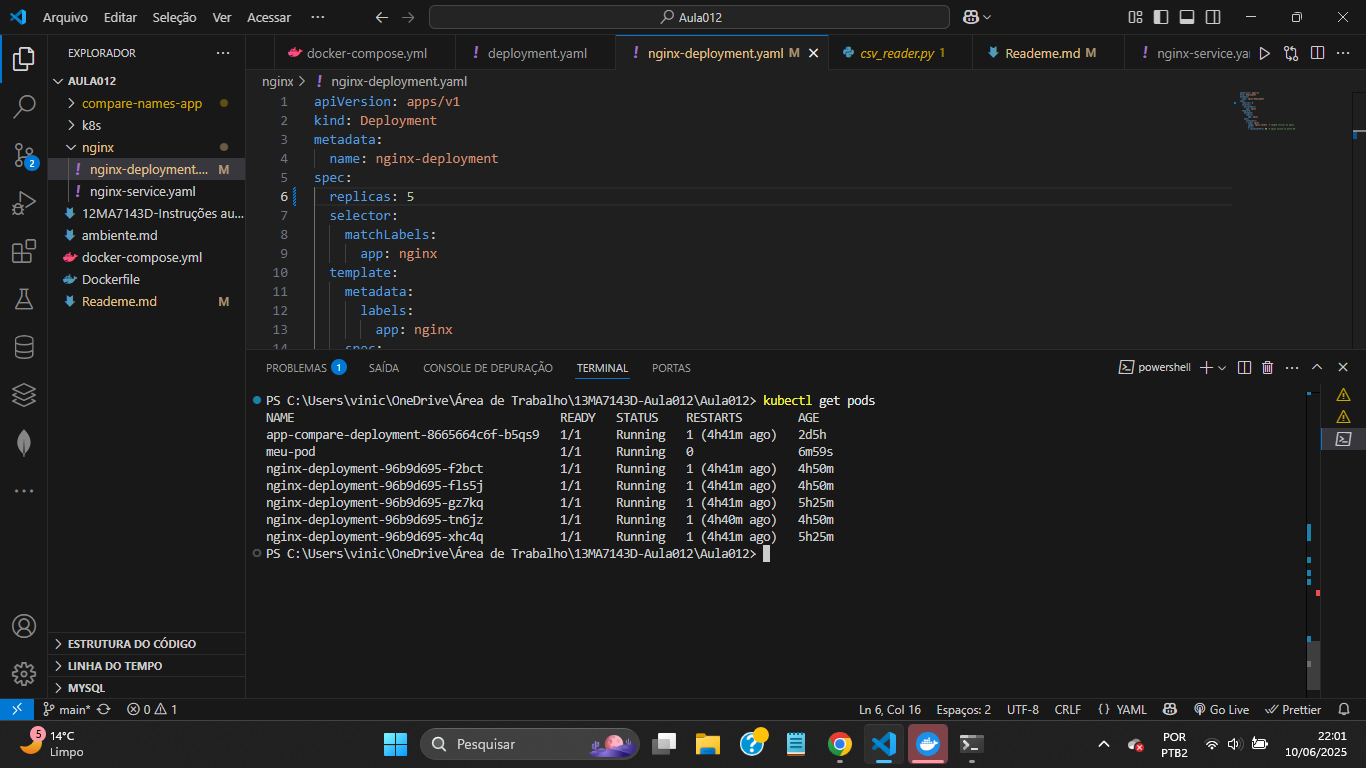 Arquivo Editar Seleção Ver Acessar ··· Aula012
EXPLORADOR ···
docker-compose.yml ! deployment.yaml ! nginx-deployment.yaml M csv_reader.py 1 Reademe.md M ! nginx-service.ya
AULA012
compare-names-app
k8s
nginx
! nginx-deployment.... M
! nginx-service.yaml
12MA7143D-Instruções au...
ambiente.md
docker-compose.yml
Dockerfile
Reademe.md M
ESTRUTURA DO CÓDIGO
LINHA DO TEMPO
MYSQL
2
nginx > ! nginx-deployment.yaml
1 apiVersion: apps/v1
2 kind: Deployment
3 metadata:
4 name: nginx-deployment
5 spec:
6 replicas: 5
7 selector:
8 matchLabels:
9 app: nginx
10 template:
11 metadata:
12 labels:
13 app: nginx
14 spec:
PROBLEMAS 1 SAÍDA CONSOLE DE DEPURAÇÃO TERMINAL PORTAS powershell
PS C:\Users\vinic\OneDrive\Área de Trabalho\13MA7143D-Aula012\Aula012> kubectl get pods
NAME READY STATUS RESTARTS AGE
app-compare-deployment-8665664c6f-b5qs9 1/1 Running 1 (4h41m ago) 2d5h
meu-pod 1/1 Running 0 6m59s
nginx-deployment-96b9d695-f2bct 1/1 Running 1 (4h41m ago) 4h50m
nginx-deployment-96b9d695-fls5j 1/1 Running 1 (4h41m ago) 4h50m
nginx-deployment-96b9d695-gz7kq 1/1 Running 1 (4h41m ago) 5h25m
nginx-deployment-96b9d695-tn6jz 1/1 Running 1 (4h40m ago) 4h50m
nginx-deployment-96b9d695-xhc4q 1/1 Running 1 (4h41m ago) 5h25m
PS C:\Users\vinic\OneDrive\Área de Trabalho\13MA7143D-Aula012\Aula012>
main* 0 1 Ln 6, Col 16 Espaços: 2 UTF-8 CRLF {} YAML Go Live Prettier
5 14°C
Limpo
Pesquisar
POR
PTB2
22:01
10/06/2025